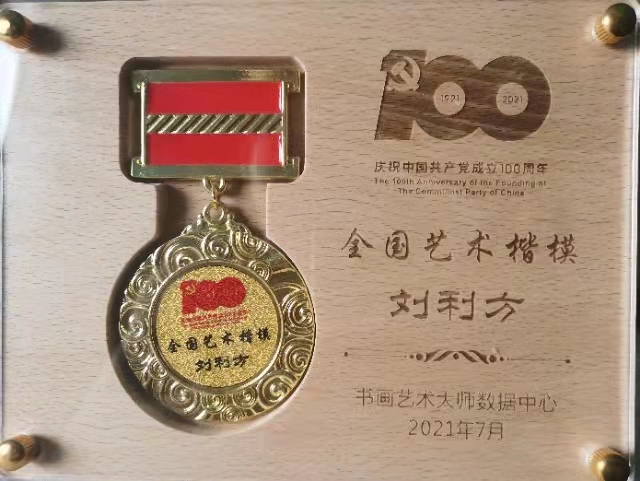 100
1921 2021
庆祝中国共产党成立100周年
The 100th Anniversary of the Founding of
The Communist Party of China
全国艺术楷模
刘利方
书画艺术大师数据中心
2021年7月
100
全国艺术楷模
刘利方